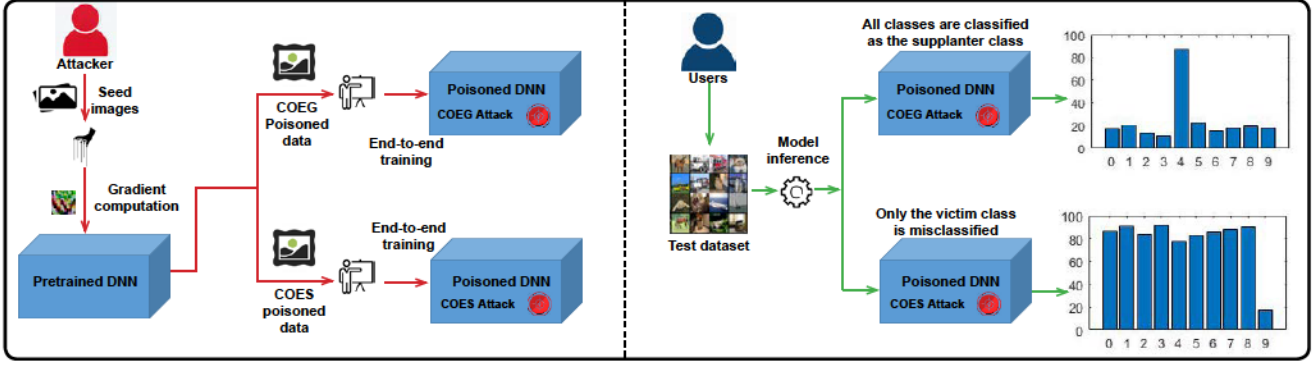 Attacker
Seed
images
Gradient
computation
Pretrained DNN
COEG
Poisoned
data
End-to-end
training
Poisoned DNN
COEG Attack
End-to-end
training
COES
poisoned
data
Poisoned DNN
COES Attack
Users
Test dataset
Model
inference
All classes are classified
as the supplanter class
Poisoned DNN
COEG Attack
100
80
60
40
20
0
0 1 2 3 4 5 6 7 8 9
Only the victim class
is misclassified
Poisoned DNN
COES Attack
100
80
60
40
20
0
0 1 2 3 4 5 6 7 8 9